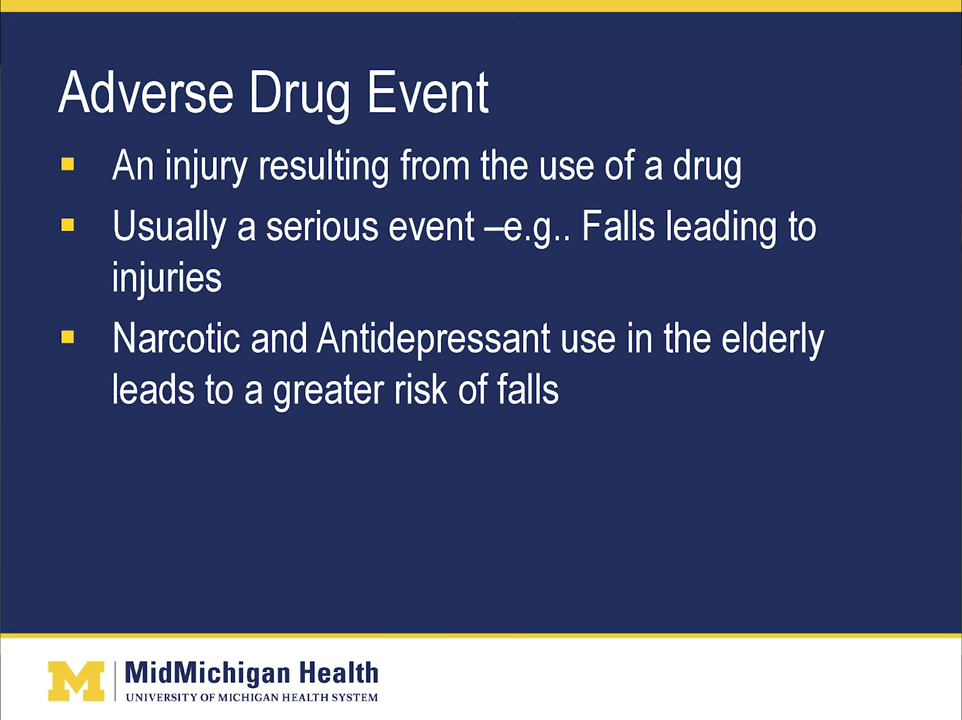 Adverse Drug Event
▪ An injury resulting from the use of a drug
▪ Usually a serious event –e.g.. Falls leading to
injuries
▪ Narcotic and Antidepressant use in the elderly
leads to a greater risk of falls
M
MidMichigan Health
UNIVERSITY OF MICHIGAN HEALTH SYSTEM